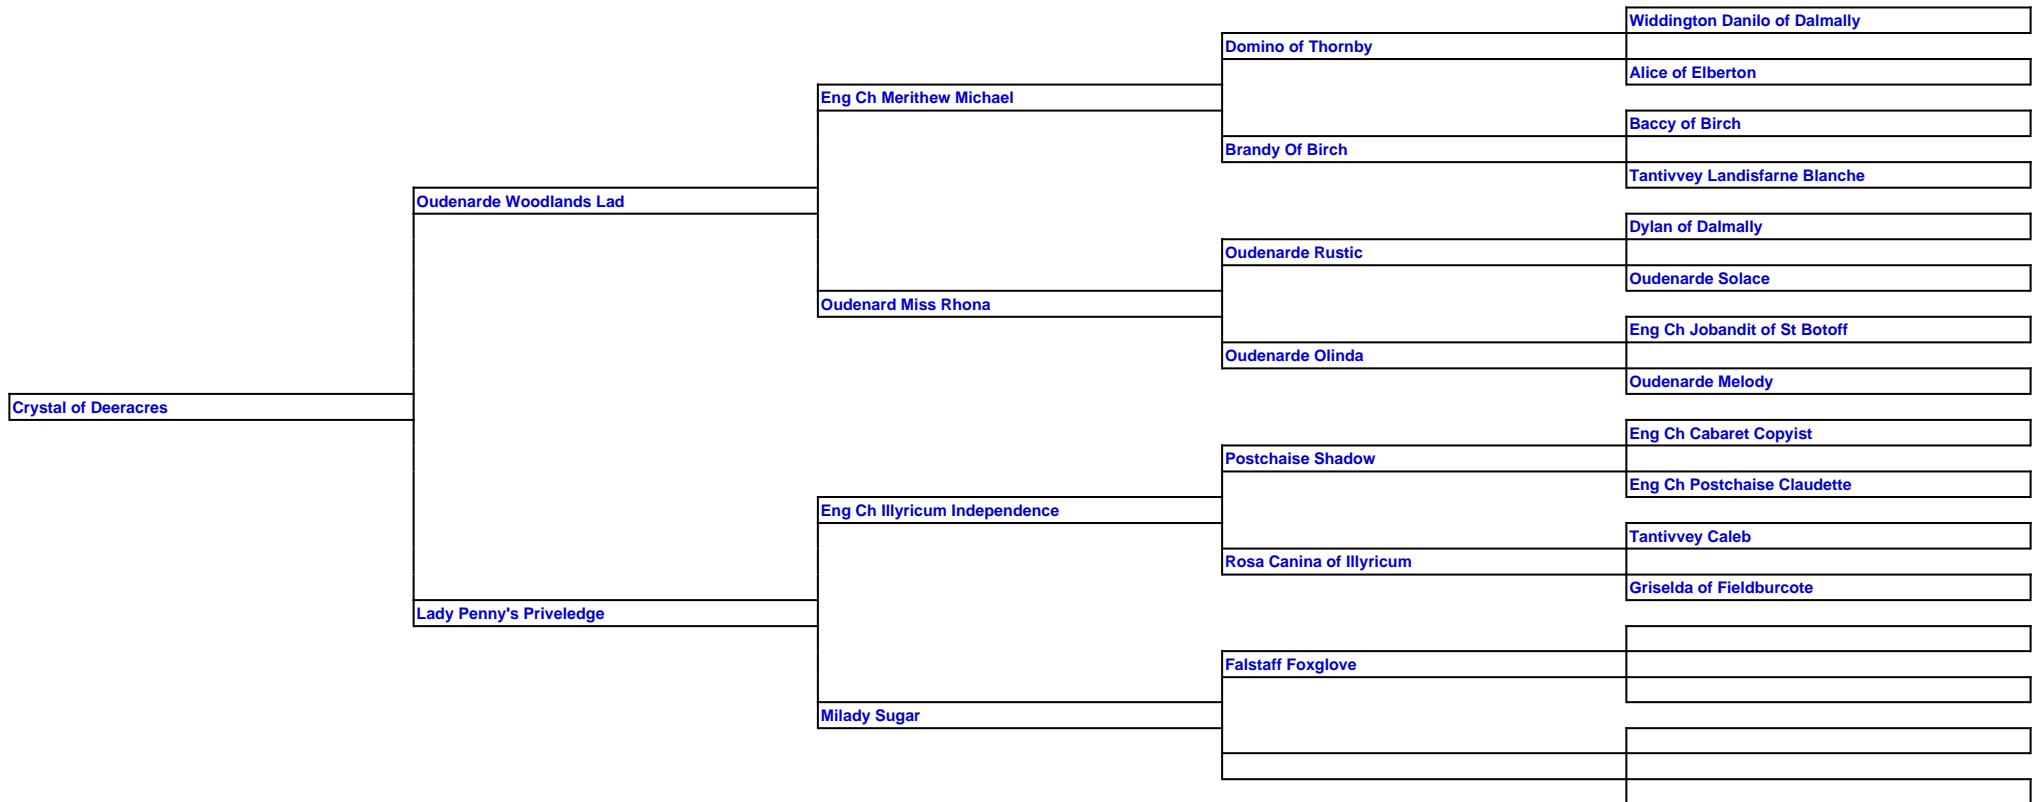 Widdington Danilo of Dalmally
Domino of Thornby
Alice of Elberton
Eng Ch Merithew Michael
Baccy of Birch
Brandy Of Birch
Tantivvey Landisfarne Blanche
Oudenarde Woodlands Lad
Dylan of Dalmally
Oudenarde Rustic
Oudenarde Solace
Oudenard Miss Rhona
Eng Ch Jobandit of St Botoff
Oudenarde Olinda
Oudenarde Melody
Crystal of Deeracres
Eng Ch Cabaret Copyist
Postchaise Shadow
Eng Ch Postchaise Claudette
Eng Ch Illyricum Independence
Tantivvey Caleb
Rosa Canina of Illyricum
Griselda of Fieldburcote
Lady Penny's Priveledge
Falstaff Foxglove
Milady Sugar